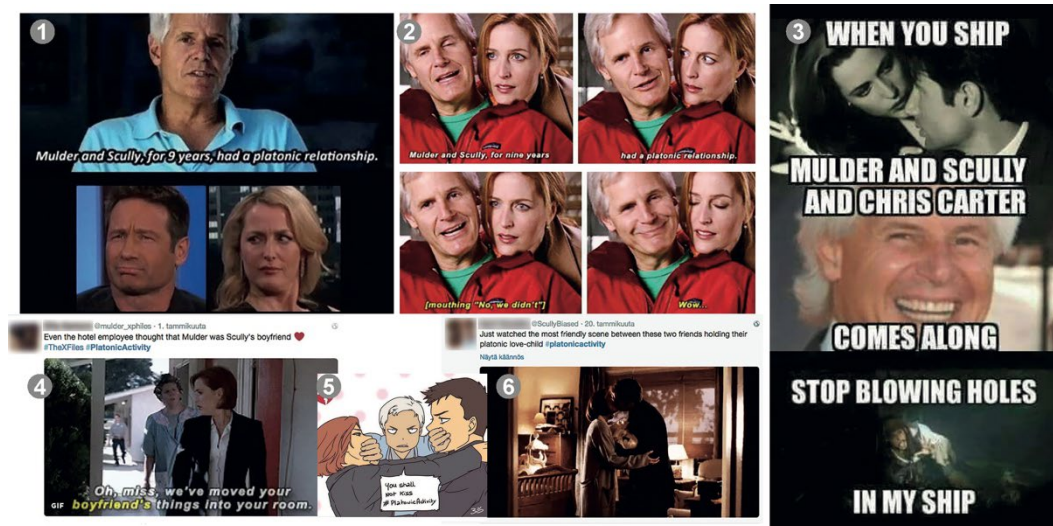 1
Mulder and Scully, for 9 years, had a platonic relationship.
2
Mulder and Scully, for nine years
had a platonic relationship.
[mouthing "No, we didn't"]
Wow...
3
WHEN YOU SHIP
MULDER AND SCULLY
AND CHRIS CARTER
COMES ALONG
STOP BLOWING HOLES
IN MY SHIP
@mulder_xphiles · 1. tammikuuta
Even the hotel employee thought that Mulder was Scully's boyfriend ❤
#TheXFiles #PlatonicActivity
4
Oh, miss, we've moved your
GIF boyfriend's things into your room.
5
You shall
not kiss
#PlatonicActivity
@ScullyBiased · 20. tammikuuta
Just watched the most friendly scene between these two friends holding their
platonic love-child #platonicactivity
Näytä käännös
6